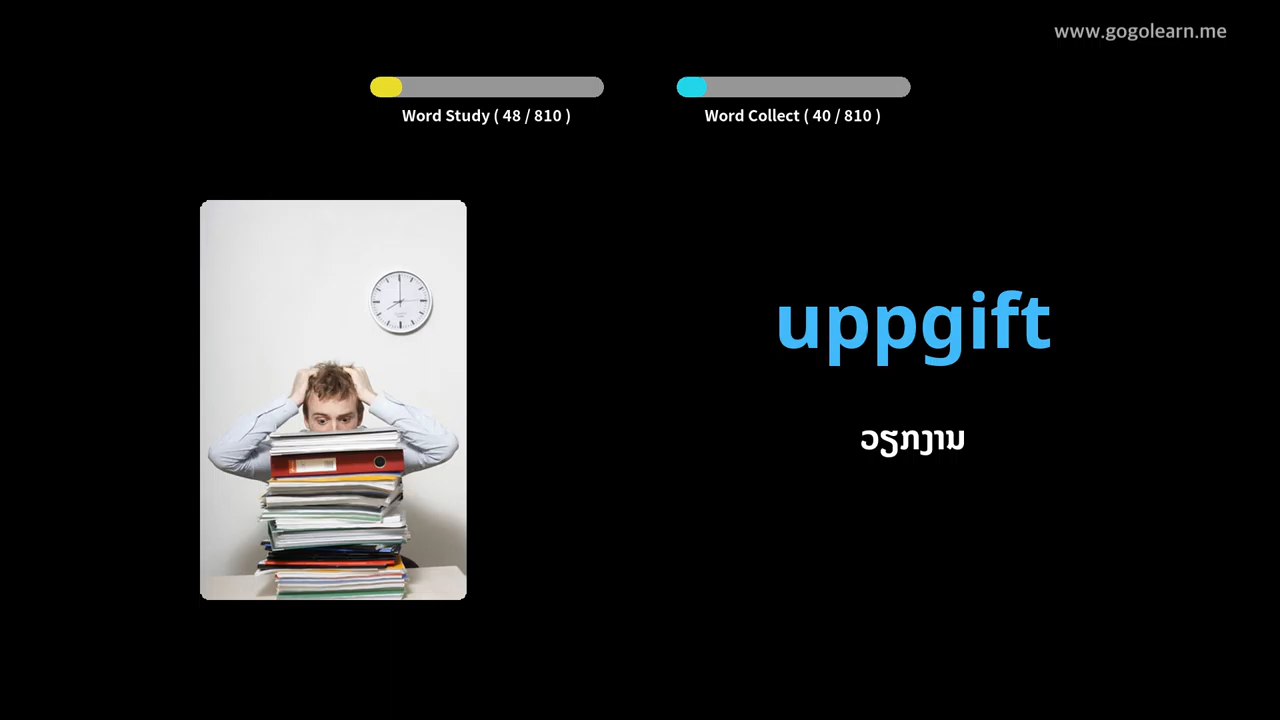 www.gogolearn.me
Word Study ( 48 / 810 )
Word Collect ( 40 / 810 )
uppgift
ວຽກງານ